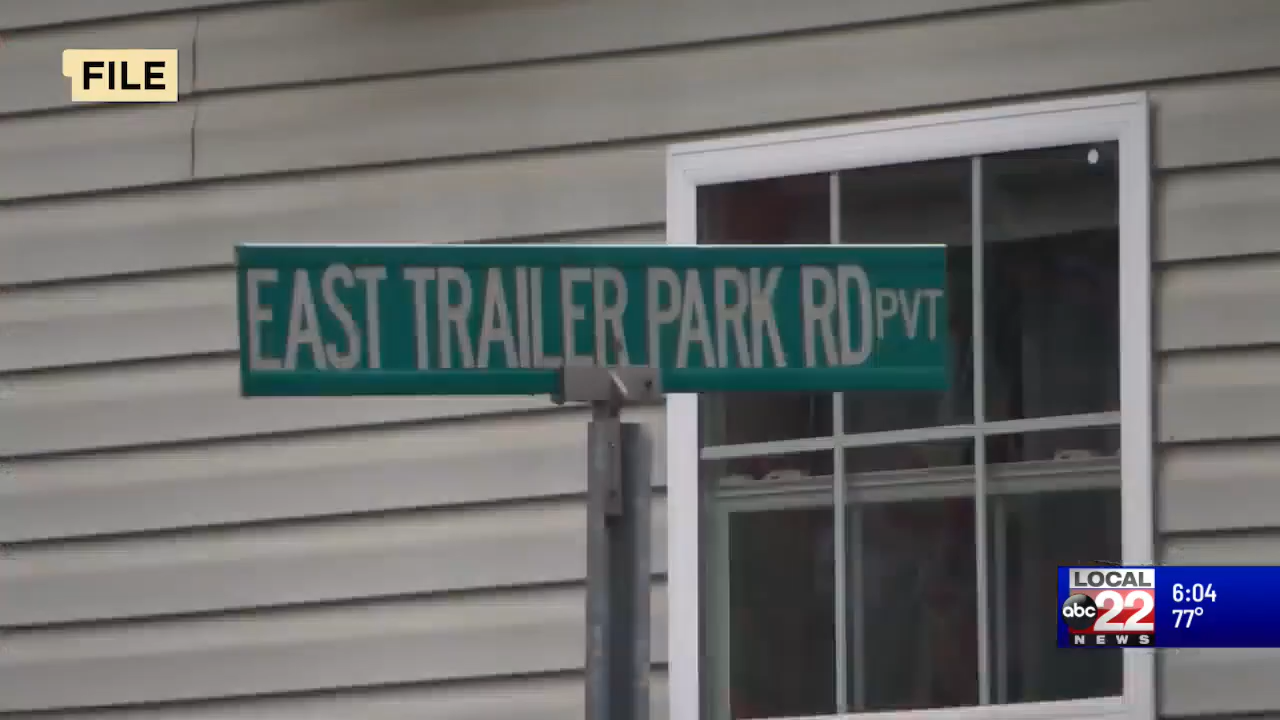 FILE
EAST TRAILER PARK RD PVT
LOCAL
abc 22
NEWS
6:04
77°